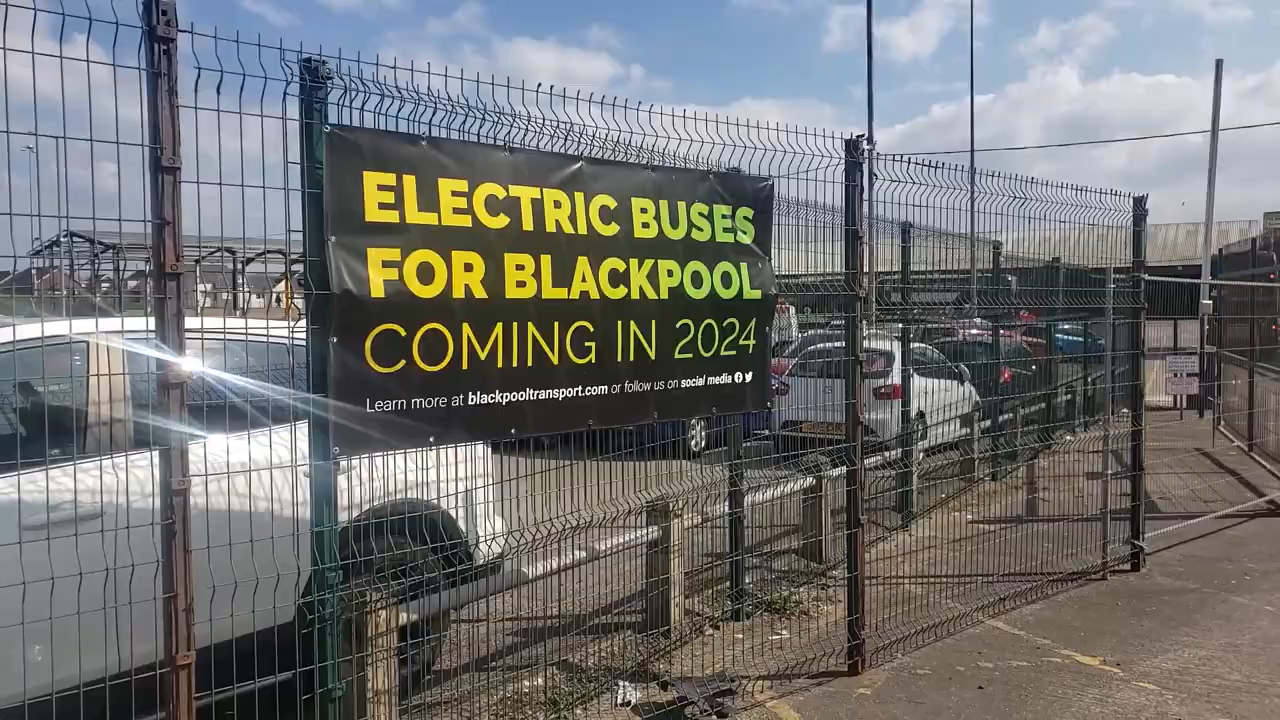 ELECTRIC BUSES
FOR BLACKPOOL
COMING IN 2024
Learn more at blackpooltransport.com or follow us on social media